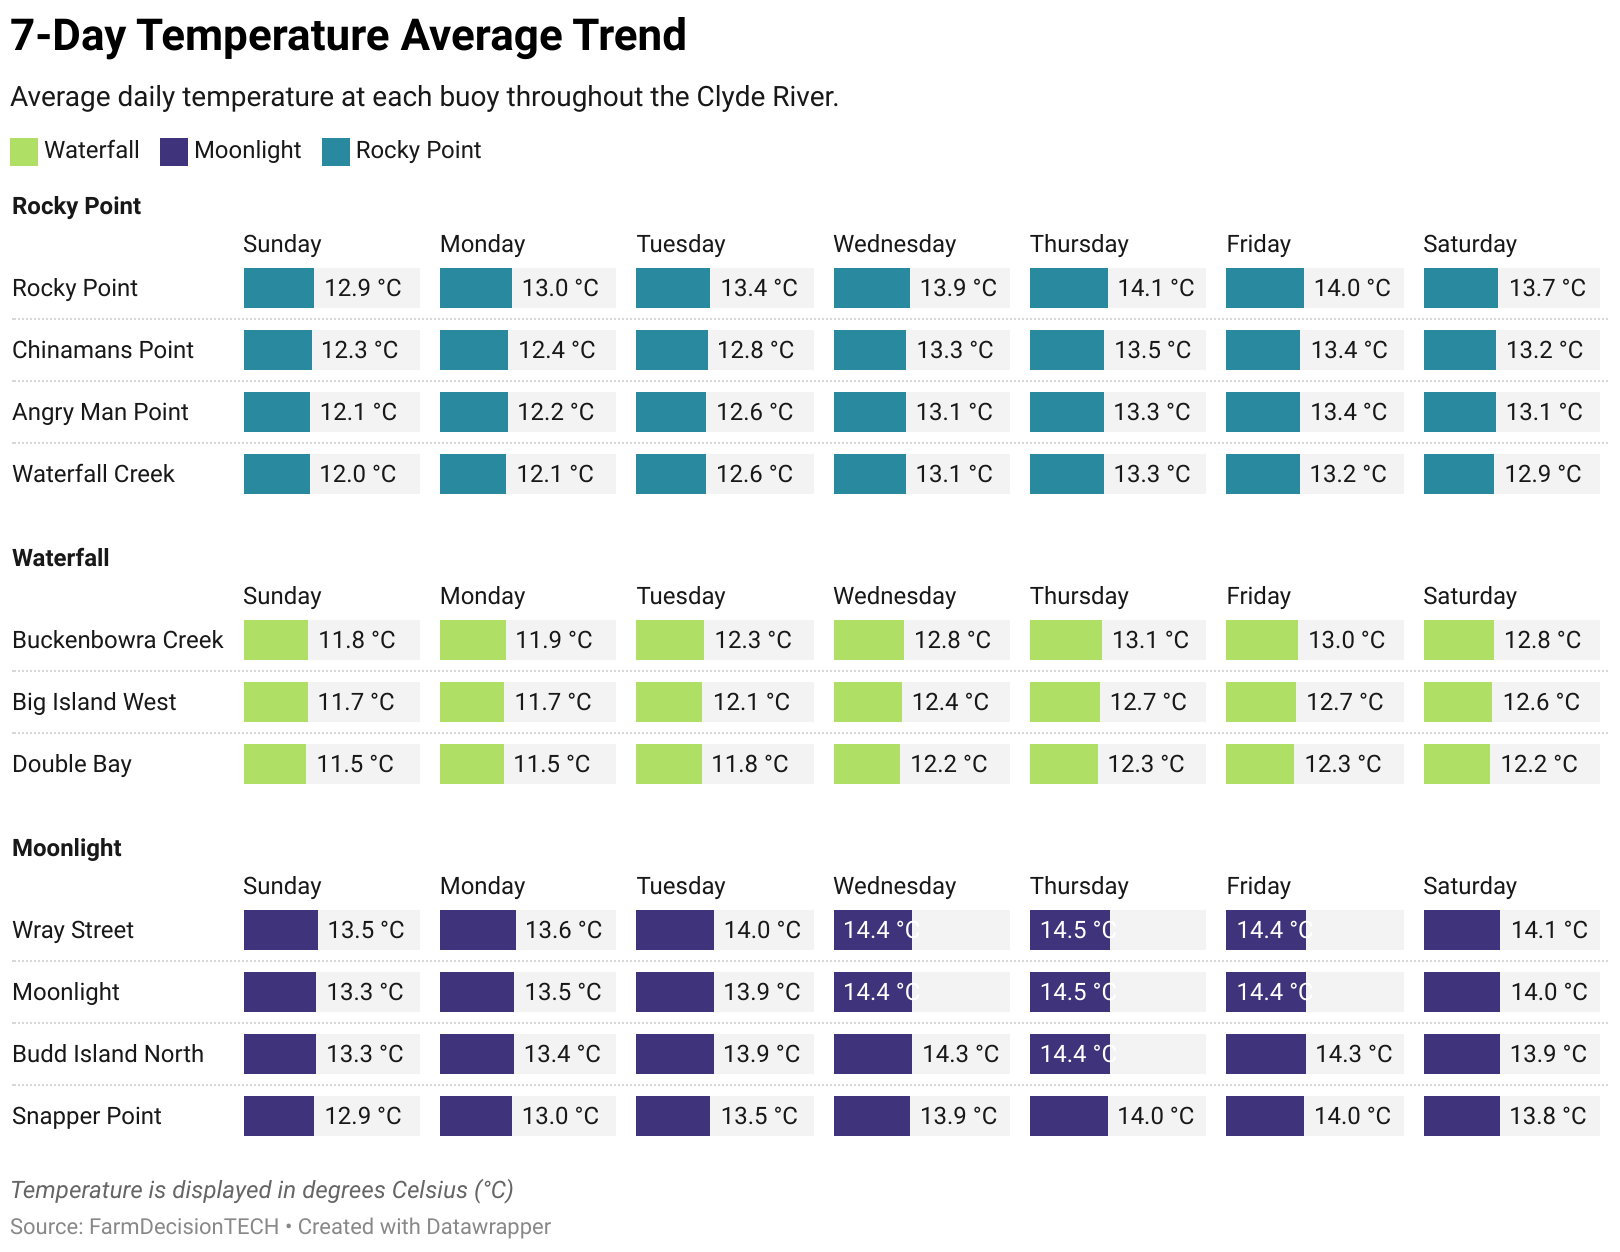 7-Day Temperature Average Trend
Average daily temperature at each buoy throughout the Clyde River.
Waterfall Moonlight Rocky Point
Rocky Point
Sunday Monday Tuesday Wednesday Thursday Friday Saturday
Rocky Point 12.9 °C 13.0 °C 13.4 °C 13.9 °C 14.1 °C 14.0 °C 13.7 °C
Chinamans Point 12.3 °C 12.4 °C 12.8 °C 13.3 °C 13.5 °C 13.4 °C 13.2 °C
Angry Man Point 12.1 °C 12.2 °C 12.6 °C 13.1 °C 13.3 °C 13.4 °C 13.1 °C
Waterfall Creek 12.0 °C 12.1 °C 12.6 °C 13.1 °C 13.3 °C 13.2 °C 12.9 °C
Waterfall
Sunday Monday Tuesday Wednesday Thursday Friday Saturday
Buckenbowra Creek 11.8 °C 11.9 °C 12.3 °C 12.8 °C 13.1 °C 13.0 °C 12.8 °C
Big Island West 11.7 °C 11.7 °C 12.1 °C 12.4 °C 12.7 °C 12.7 °C 12.6 °C
Double Bay 11.5 °C 11.5 °C 11.8 °C 12.2 °C 12.3 °C 12.3 °C 12.2 °C
Moonlight
Sunday Monday Tuesday Wednesday Thursday Friday Saturday
Wray Street 13.5 °C 13.6 °C 14.0 °C 14.4 °C 14.5 °C 14.4 °C 14.1 °C
Moonlight 13.3 °C 13.5 °C 13.9 °C 14.4 °C 14.5 °C 14.4 °C 14.0 °C
Budd Island North 13.3 °C 13.4 °C 13.9 °C 14.3 °C 14.4 °C 14.3 °C 13.9 °C
Snapper Point 12.9 °C 13.0 °C 13.5 °C 13.9 °C 14.0 °C 14.0 °C 13.8 °C
Temperature is displayed in degrees Celsius (°C)
Source: FarmDecisionTECH • Created with Datawrapper